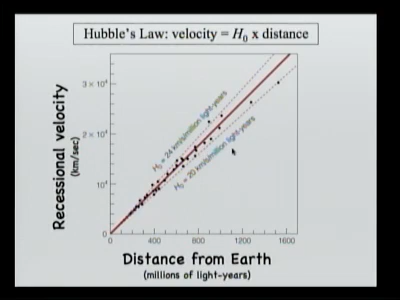 Hubble's Law: velocity = H₀ x distance
Recessional velocity
(km/sec)
3 × 10⁴
2 × 10⁴
10⁴
0
H₀ = 24 km/s/million light-years
H₀ = 20 km/s/million light-years
0 400 800 1200 1600
Distance from Earth
(millions of light-years)